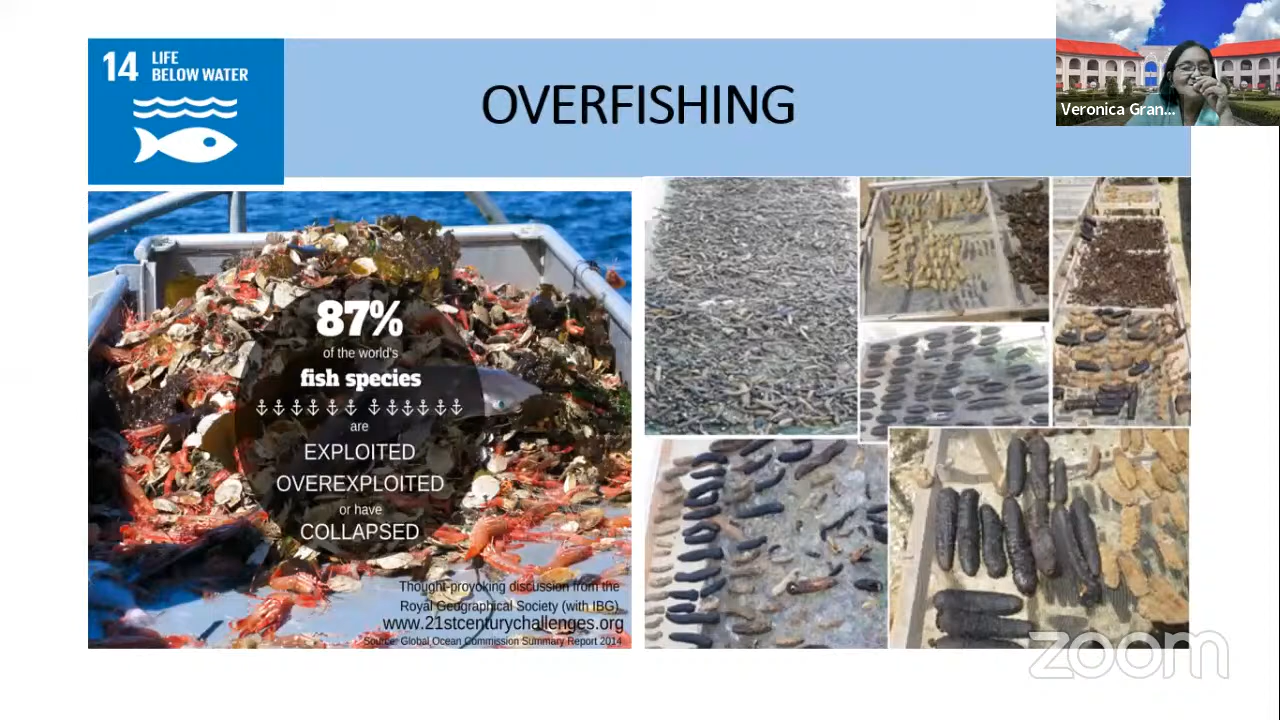 14 LIFE
BELOW WATER
OVERFISHING
Veronica Gran...
87%
of the world's
fish species
are
EXPLOITED
OVEREXPLOITED
or have
COLLAPSED
Thought-provoking discussion from the
Royal Geographical Society (with IBG).
www.21stcenturychallenges.org
Source: Global Ocean Commission Summary Report 2014
zoom